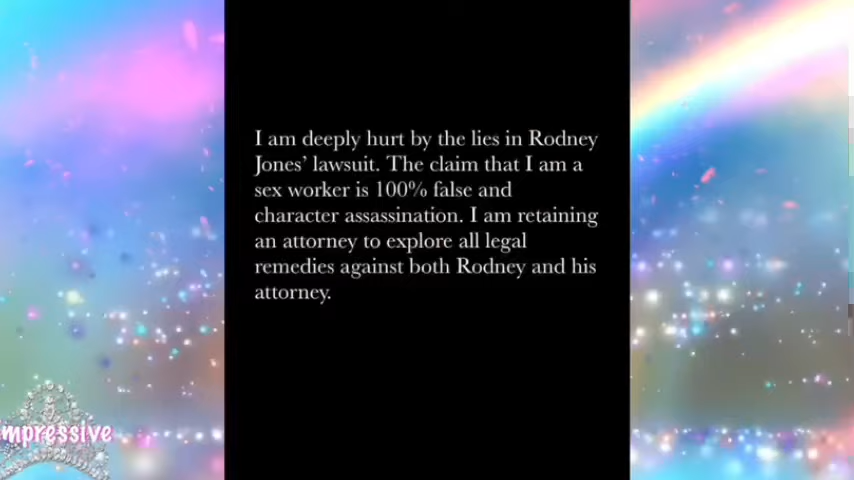 I am deeply hurt by the lies in Rodney
Jones’ lawsuit. The claim that I am a
sex worker is 100% false and
character assassination. I am retaining
an attorney to explore all legal
remedies against both Rodney and his
attorney.
mpressive